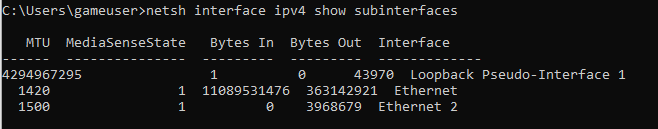 C:\Users\gameuser>netsh interface ipv4 show subinterfaces
MTU MediaSenseState Bytes In Bytes Out Interface
------ --------------- --------- --------- -------------
4294967295 1 0 43970 Loopback Pseudo-Interface 1
1420 1 11089531476 363142921 Ethernet
1500 1 0 3968679 Ethernet 2